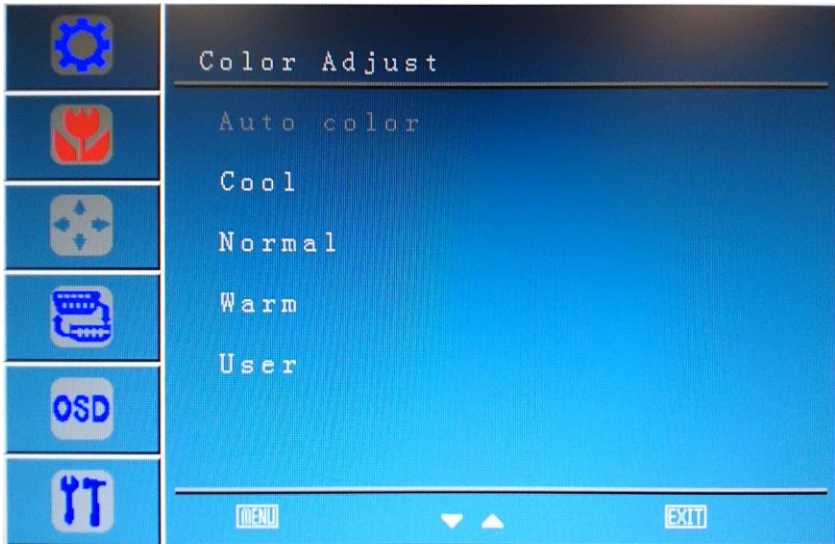 Color Adjust
Auto color
Cool
Normal
Warm
User
OSD
MENU EXIT